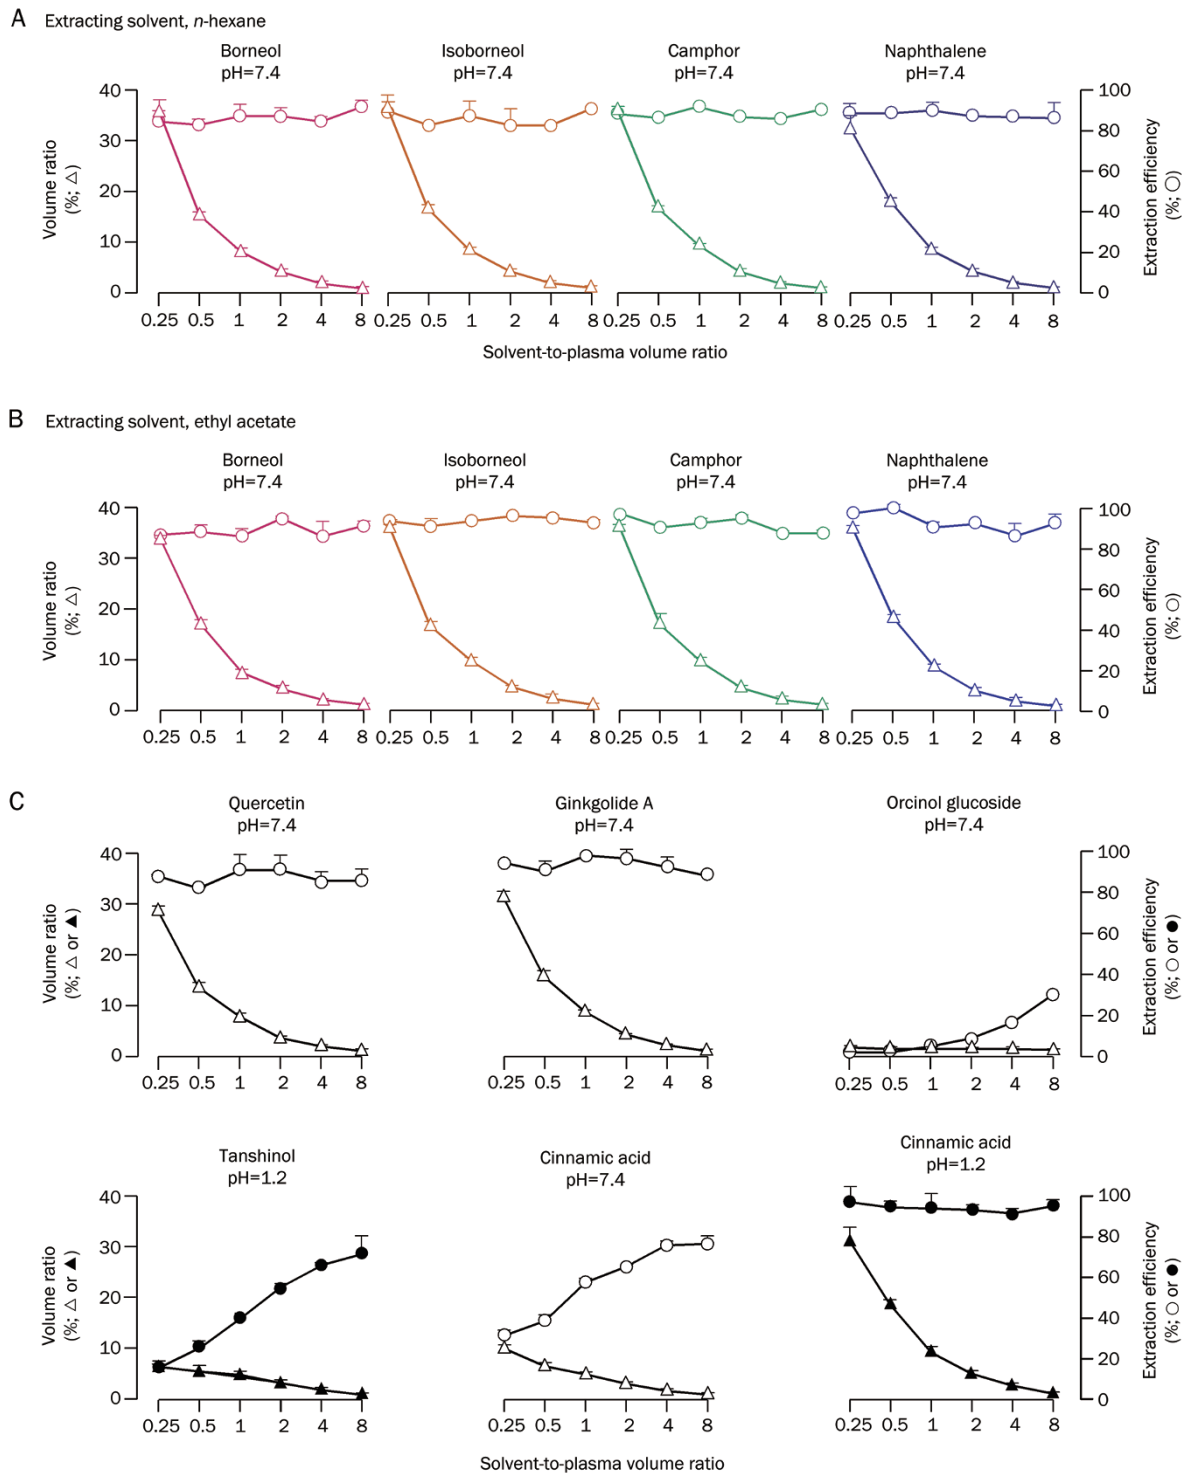 A Extracting solvent, n-hexane
Borneol
pH=7.4
Isoborneol
pH=7.4
Camphor
pH=7.4
Naphthalene
pH=7.4
Volume ratio
(%; △)
40
30
20
10
0
100
80
60
40
20
0
Extraction efficiency
(%; ○)
0.25 0.5 1 2 4 8
0.25 0.5 1 2 4 8
0.25 0.5 1 2 4 8
0.25 0.5 1 2 4 8
Solvent-to-plasma volume ratio
B Extracting solvent, ethyl acetate
Borneol
pH=7.4
Isoborneol
pH=7.4
Camphor
pH=7.4
Naphthalene
pH=7.4
Volume ratio
(%; △)
40
30
20
10
0
100
80
60
40
20
0
Extraction efficiency
(%; ○)
0.25 0.5 1 2 4 8
0.25 0.5 1 2 4 8
0.25 0.5 1 2 4 8
0.25 0.5 1 2 4 8
C
Quercetin
pH=7.4
Ginkgolide A
pH=7.4
Orcinol glucoside
pH=7.4
Volume ratio
(%; △ or ▲)
40
30
20
10
0
100
80
60
40
20
0
Extraction efficiency
(%; ○ or ●)
0.25 0.5 1 2 4 8
0.25 0.5 1 2 4 8
0.25 0.5 1 2 4 8
Tanshinol
pH=1.2
Cinnamic acid
pH=7.4
Cinnamic acid
pH=1.2
Volume ratio
(%; △ or ▲)
40
30
20
10
0
100
80
60
40
20
0
Extraction efficiency
(%; ○ or ●)
0.25 0.5 1 2 4 8
0.25 0.5 1 2 4 8
0.25 0.5 1 2 4 8
Solvent-to-plasma volume ratio